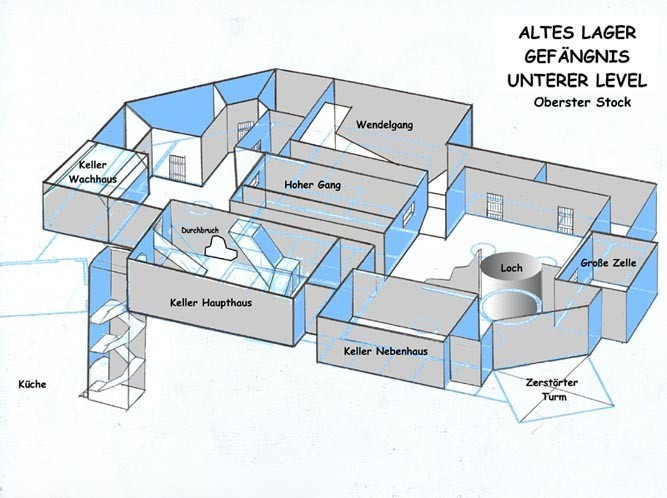 ALTES LAGER
GEFÄNGNIS
UNTERER LEVEL
Oberster Stock
Wendelgang
Keller
Wachhaus
Hoher Gang
Durchbruch
Loch
Große Zelle
Keller Haupthaus
Keller Nebenhaus
Küche
Zerstörter
Turm